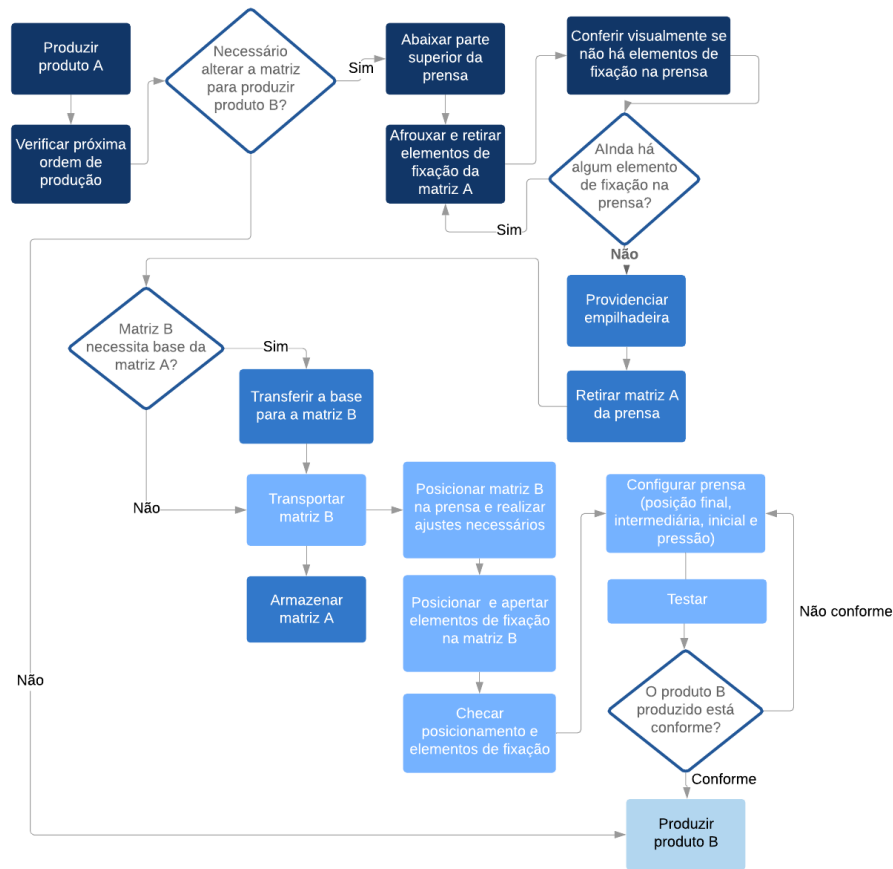 Produzir
produto A
Verificar próxima
ordem de
produção
Necessário
alterar a matriz
para produzir
produto B?
Sim
Abaixar parte
superior da
prensa
Afrouxar e retirar
elementos de
fixação da
matriz A
Conferir visualmente se
não há elementos de
fixação na prensa
AInda há
algum elemento
de fixação na
prensa?
Sim
Não
Providenciar
empilhadeira
Retirar matriz A
da prensa
Matriz B
necessita base da
matriz A?
Sim
Transferir a base
para a matriz B
Não
Transportar
matriz B
Armazenar
matriz A
Posicionar matriz B
na prensa e realizar
ajustes necessários
Posicionar e apertar
elementos de fixação
na matriz B
Checar
posicionamento e
elementos de fixação
Configurar prensa
(posição final,
intermediária, inicial e
pressão)
Testar
Não conforme
O produto B
produzido está
conforme?
Conforme
Não
Produzir
produto B